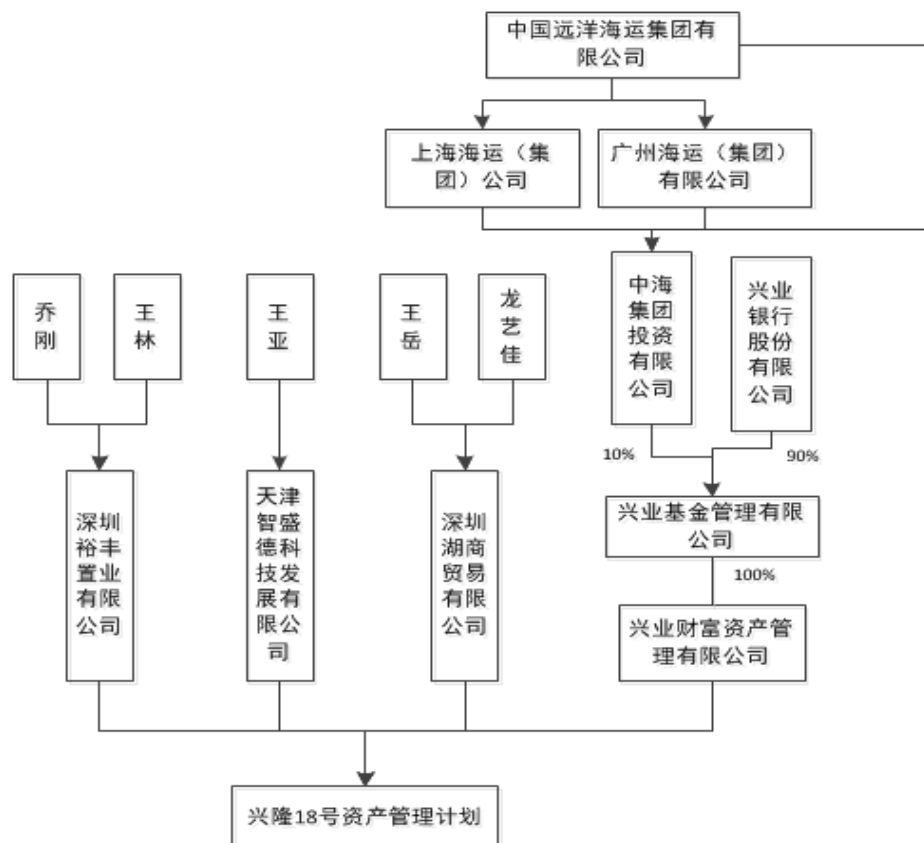 中国远洋海运集团有
限公司
上海海运（集
团）公司
广州海运（集团）
有限公司
乔
刚
王
林
王
亚
王
岳
龙
艺
佳
中海
集团
投资
有限
公司
兴业
银行
股份
有限
公司
10%
90%
深圳
裕丰
置业
有限
公司
天津
智盛
德科
技发
展有
限公
司
深圳
湖商
贸易
有限
公司
兴业基金管理有限
公司
100%
兴业财富资产管
理有限公司
兴隆18号资产管理计划